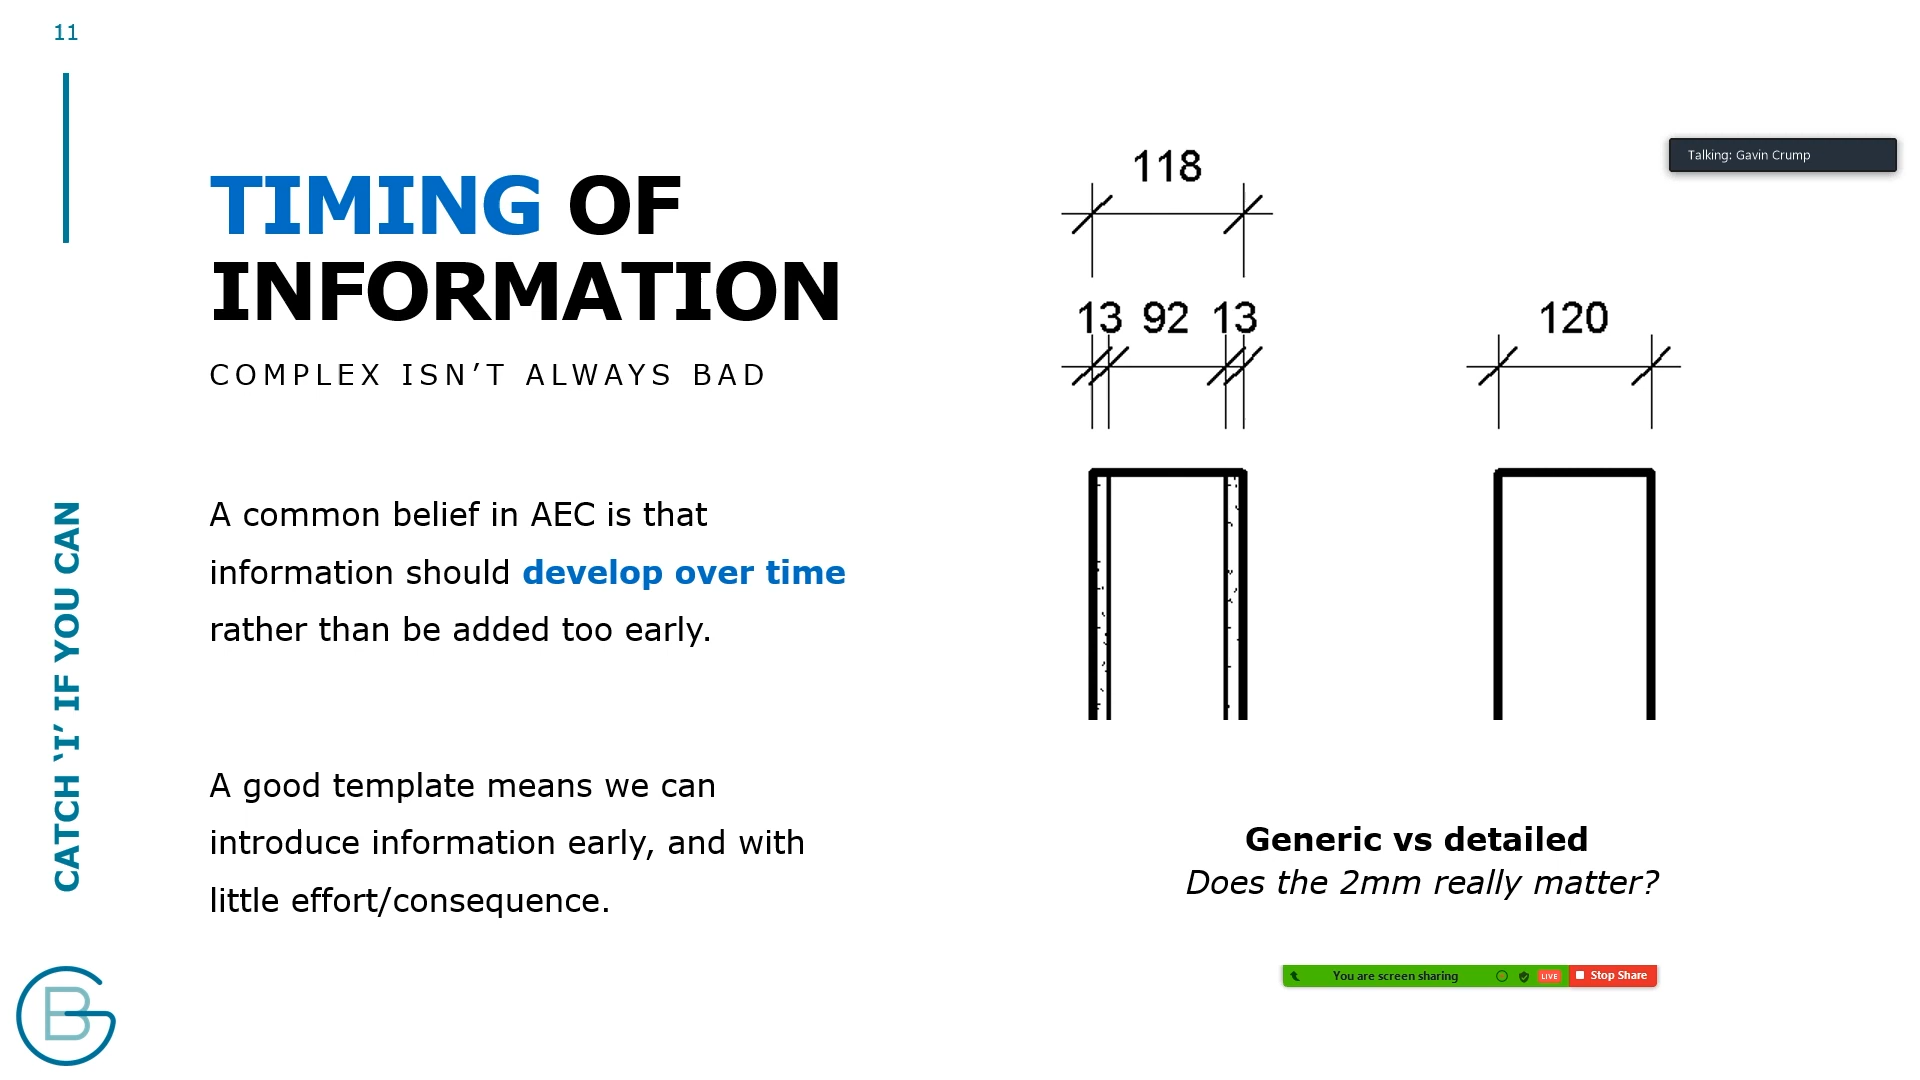 11
TIMING OF
INFORMATION
COMPLEX ISN’T ALWAYS BAD
A common belief in AEC is that
information should develop over time
rather than be added too early.
A good template means we can
introduce information early, and with
little effort/consequence.
CATCH ‘I’ IF YOU CAN
BG
118
13 92 13
120
Talking: Gavin Crump
Generic vs detailed
Does the 2mm really matter?
You are screen sharing
LIVE
Stop Share